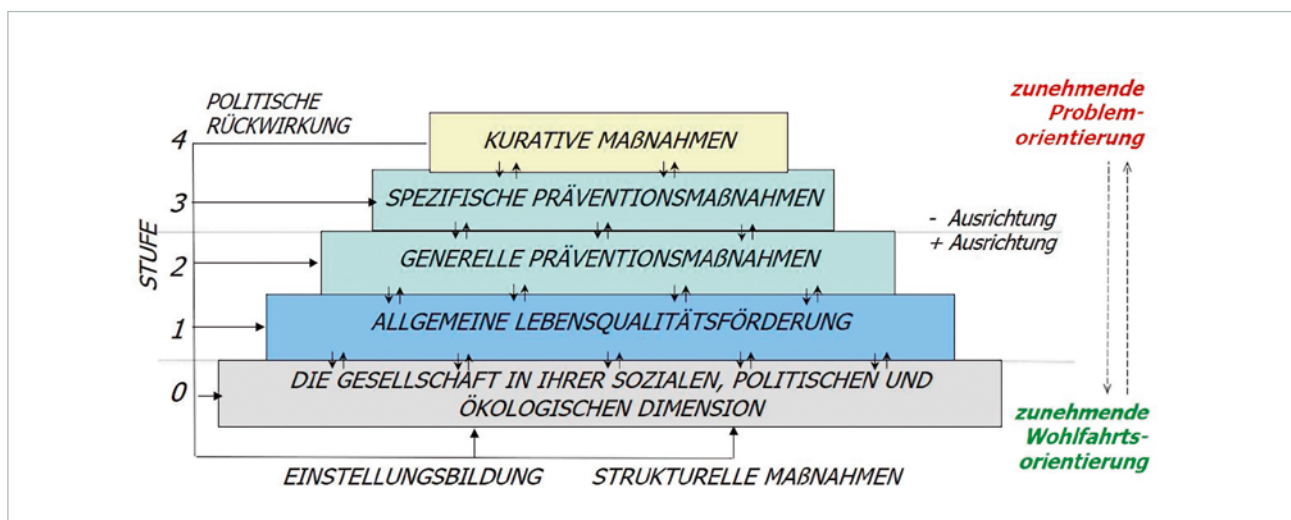 POLITISCHE
RÜCKWIRKUNG
zunehmende
Problem-
orientierung
STUFE
4
KURATIVE MAßNAHMEN
3
SPEZIFISCHE PRÄVENTIONSMAßNAHMEN
- Ausrichtung
+ Ausrichtung
2
GENERELLE PRÄVENTIONSMAßNAHMEN
1
ALLGEMEINE LEBENSQUALITÄTSFÖRDERUNG
0
DIE GESELLSCHAFT IN IHRER SOZIALEN, POLITISCHEN UND
ÖKOLOGISCHEN DIMENSION
zunehmende
Wohlfahrts-
orientierung
EINSTELLUNGSBILDUNG
STRUKTURELLE MAßNAHMEN